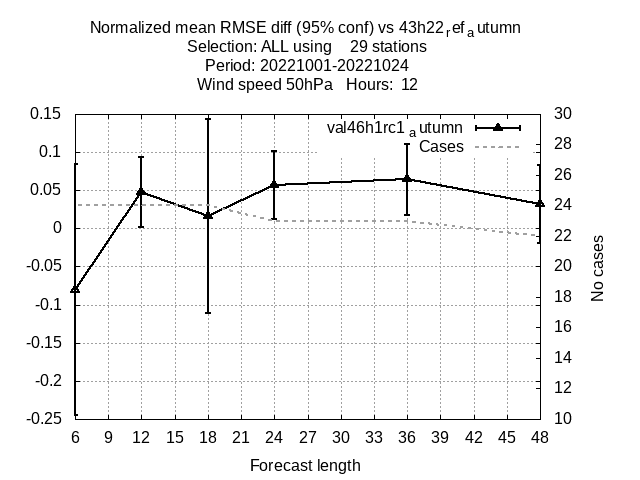 Normalized mean RMSE diff (95% conf) vs 43h22refautumn
Selection: ALL using    29 stations
Period: 20221001-20221024
Wind speed 50hPa   Hours:  12
0.15
0.1
0.05
0
-0.05
-0.1
-0.15
-0.2
-0.25
30
28
26
24
22
20
18
16
14
12
10
val46h1rc1autumn
Cases
No cases
6 9 12 15 18 21 24 27 30 33 36 39 42 45 48
Forecast length